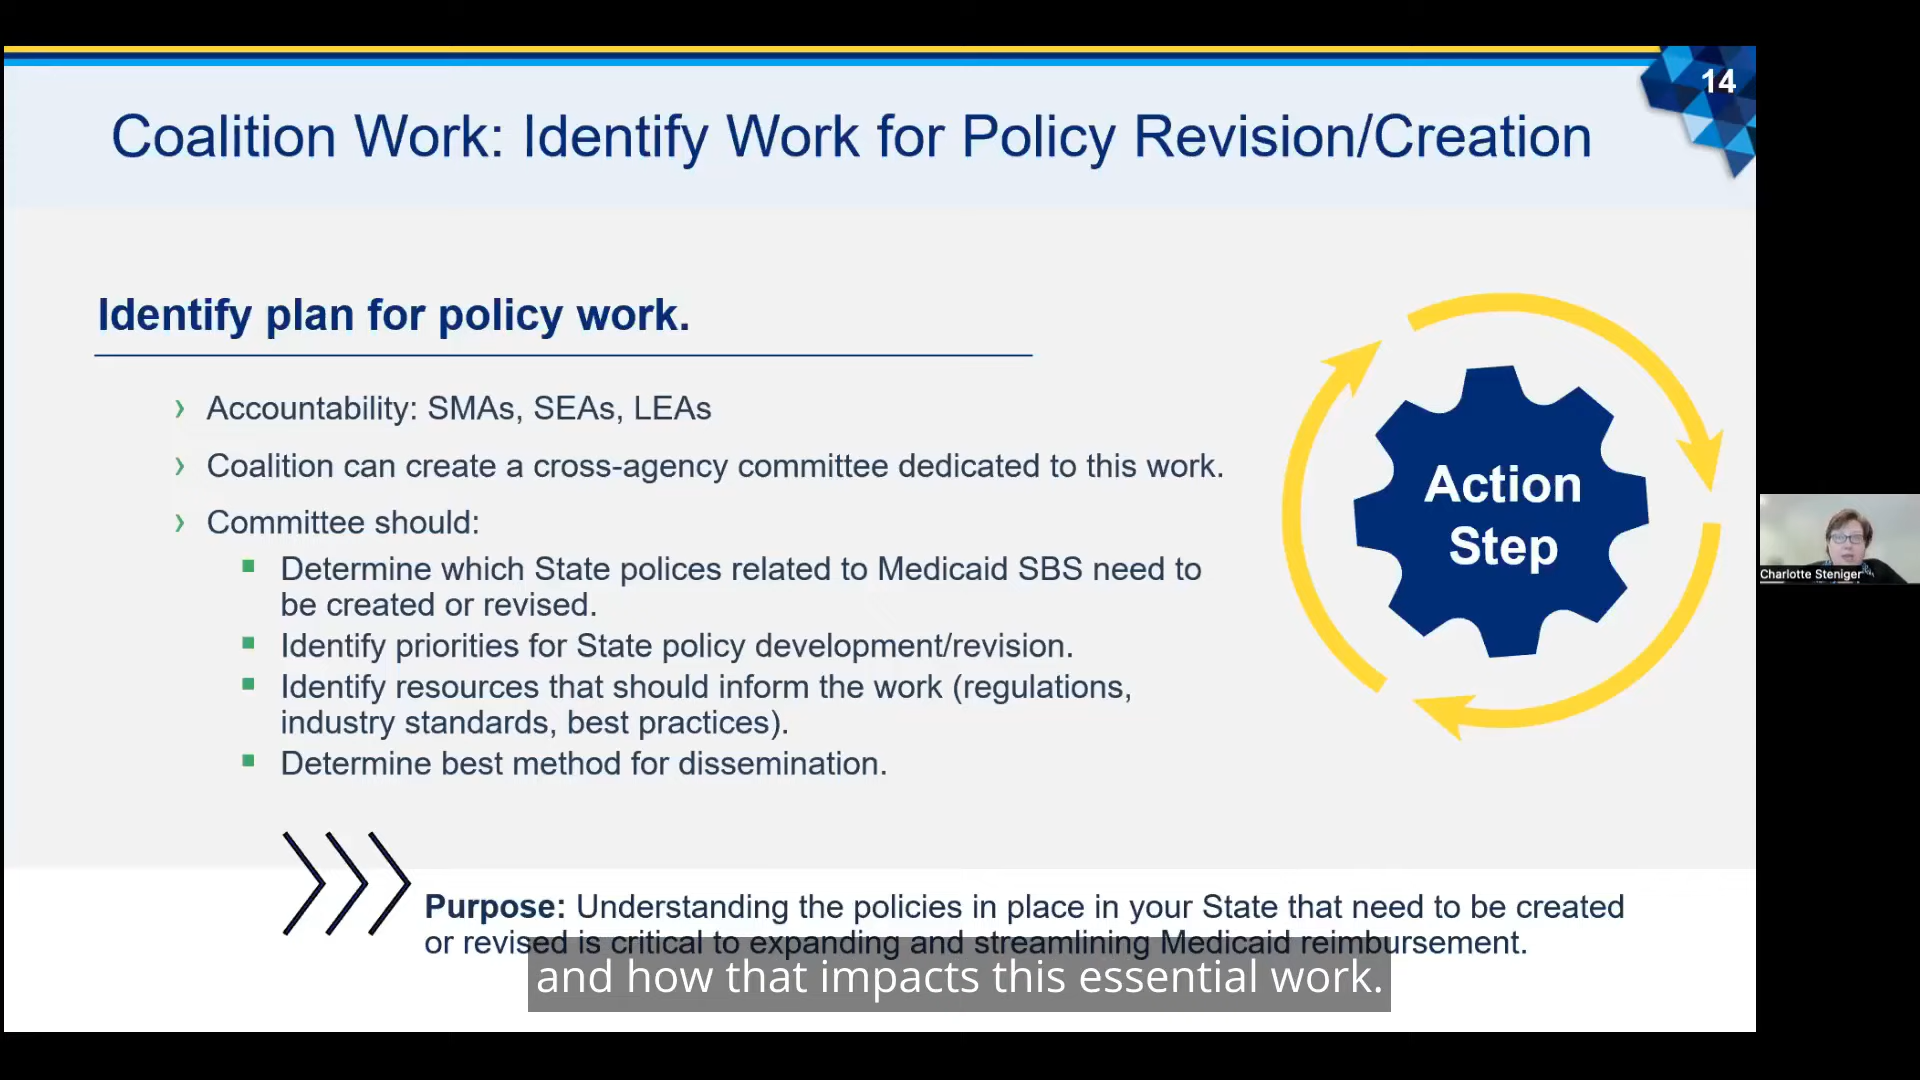 14
Coalition Work: Identify Work for Policy Revision/Creation
Identify plan for policy work.
› Accountability: SMAs, SEAs, LEAs
› Coalition can create a cross-agency committee dedicated to this work.
› Committee should:
▪ Determine which State polices related to Medicaid SBS need to
be created or revised.
▪ Identify priorities for State policy development/revision.
▪ Identify resources that should inform the work (regulations,
industry standards, best practices).
▪ Determine best method for dissemination.
Action
Step
Charlotte Steniger
Purpose: Understanding the policies in place in your State that need to be created
or revised is critical to expanding and streamlining Medicaid reimbursement.
and how that impacts this essential work.